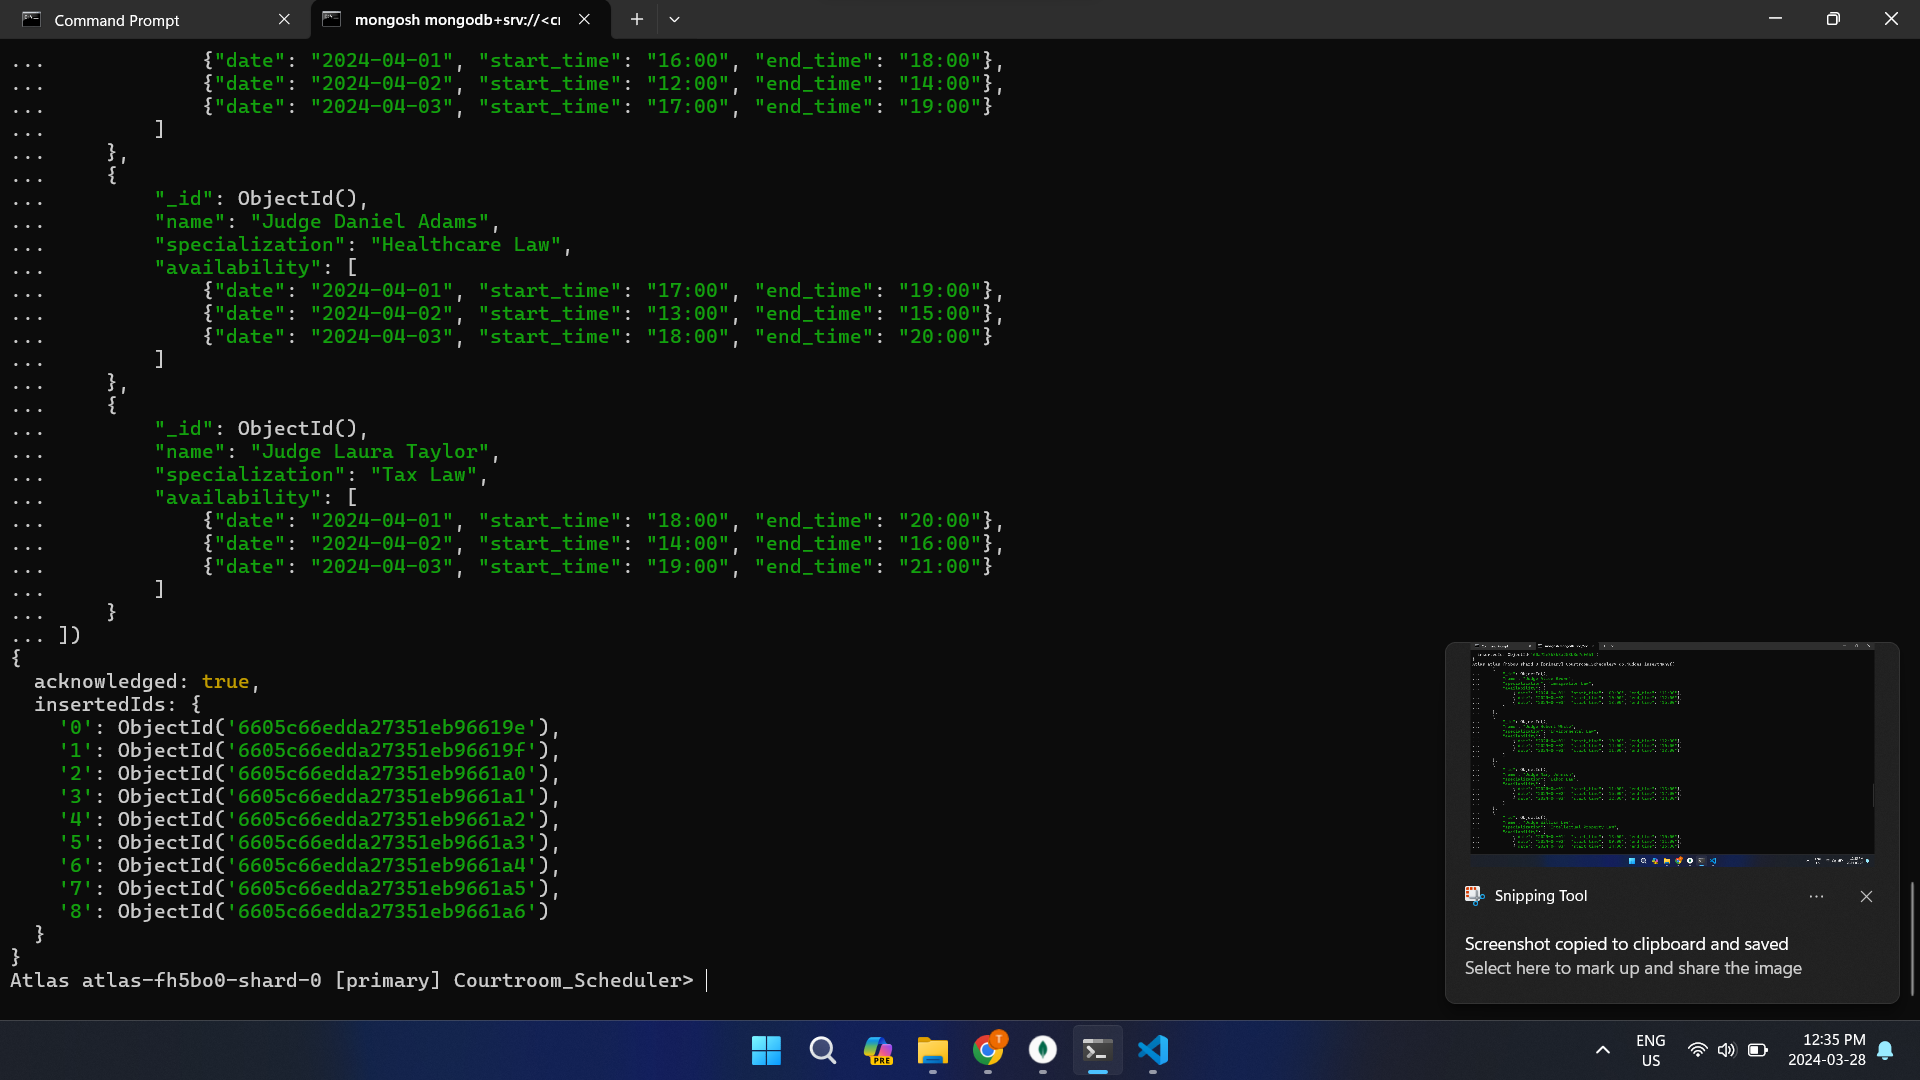 Command Prompt
mongosh mongodb+srv://<cr
... {"date": "2024-04-01", "start_time": "16:00", "end_time": "18:00"},
... {"date": "2024-04-02", "start_time": "12:00", "end_time": "14:00"},
... {"date": "2024-04-03", "start_time": "17:00", "end_time": "19:00"}
... ]
... },
... {
... "_id": ObjectId(),
... "name": "Judge Daniel Adams",
... "specialization": "Healthcare Law",
... "availability": [
... {"date": "2024-04-01", "start_time": "17:00", "end_time": "19:00"},
... {"date": "2024-04-02", "start_time": "13:00", "end_time": "15:00"},
... {"date": "2024-04-03", "start_time": "18:00", "end_time": "20:00"}
... ]
... },
... {
... "_id": ObjectId(),
... "name": "Judge Laura Taylor",
... "specialization": "Tax Law",
... "availability": [
... {"date": "2024-04-01", "start_time": "18:00", "end_time": "20:00"},
... {"date": "2024-04-02", "start_time": "14:00", "end_time": "16:00"},
... {"date": "2024-04-03", "start_time": "19:00", "end_time": "21:00"}
... ]
... }
... ])
{
acknowledged: true,
insertedIds: {
'0': ObjectId('6605c66edda27351eb96619e'),
'1': ObjectId('6605c66edda27351eb96619f'),
'2': ObjectId('6605c66edda27351eb9661a0'),
'3': ObjectId('6605c66edda27351eb9661a1'),
'4': ObjectId('6605c66edda27351eb9661a2'),
'5': ObjectId('6605c66edda27351eb9661a3'),
'6': ObjectId('6605c66edda27351eb9661a4'),
'7': ObjectId('6605c66edda27351eb9661a5'),
'8': ObjectId('6605c66edda27351eb9661a6')
}
}
Atlas atlas-fh5bo0-shard-0 [primary] Courtroom_Scheduler>
Snipping Tool
Screenshot copied to clipboard and saved
Select here to mark up and share the image
PRE
T
ENG
US
12:35 PM
2024-03-28